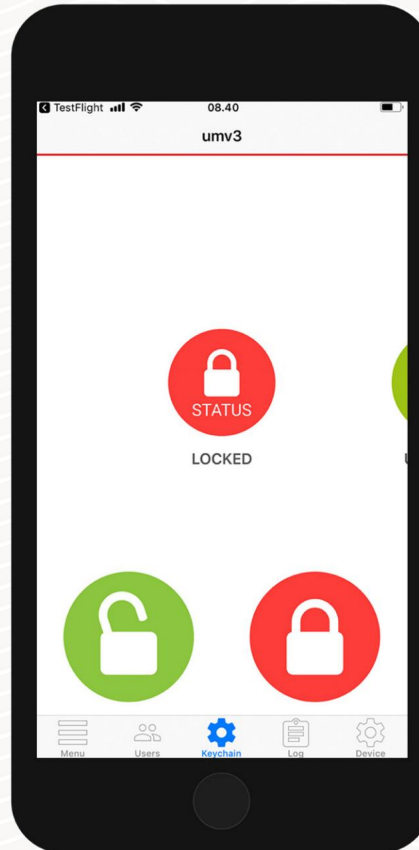 TestFlight 08.40
umv3
STATUS
LOCKED
Menu Users Keychain Log Device